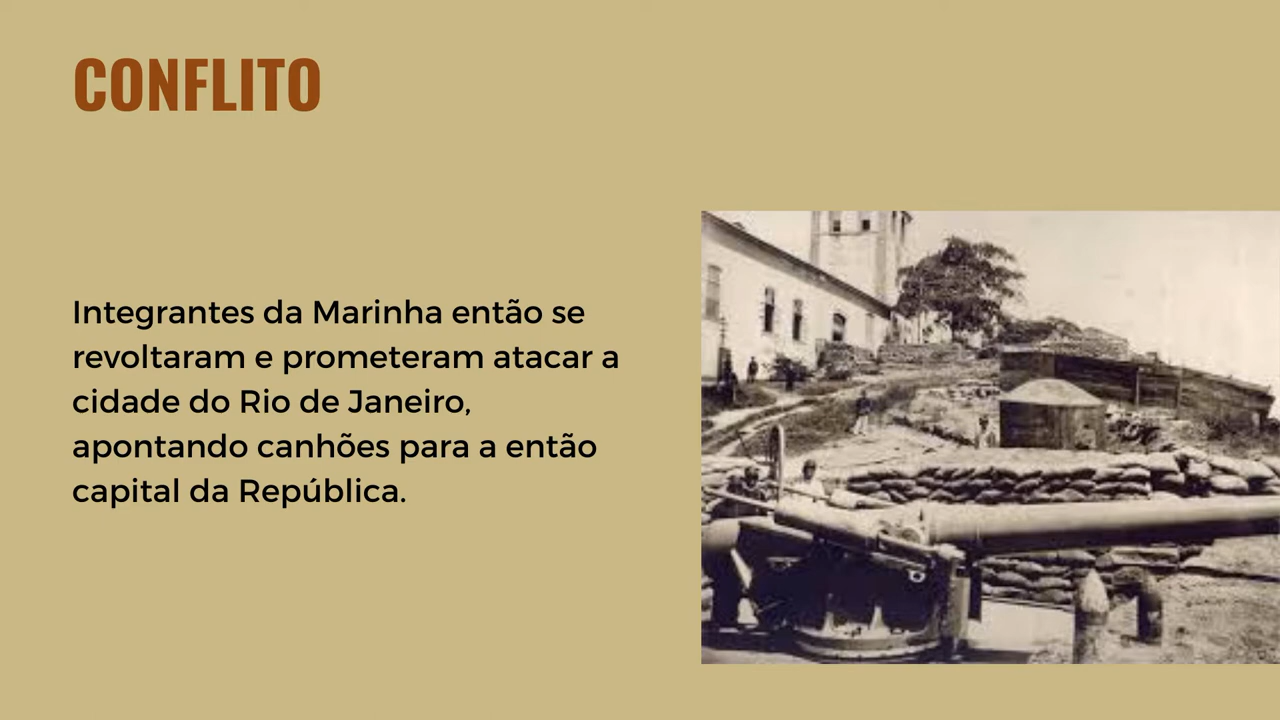 CONFLITO
Integrantes da Marinha então se
revoltaram e prometeram atacar a
cidade do Rio de Janeiro,
apontando canhões para a então
capital da República.